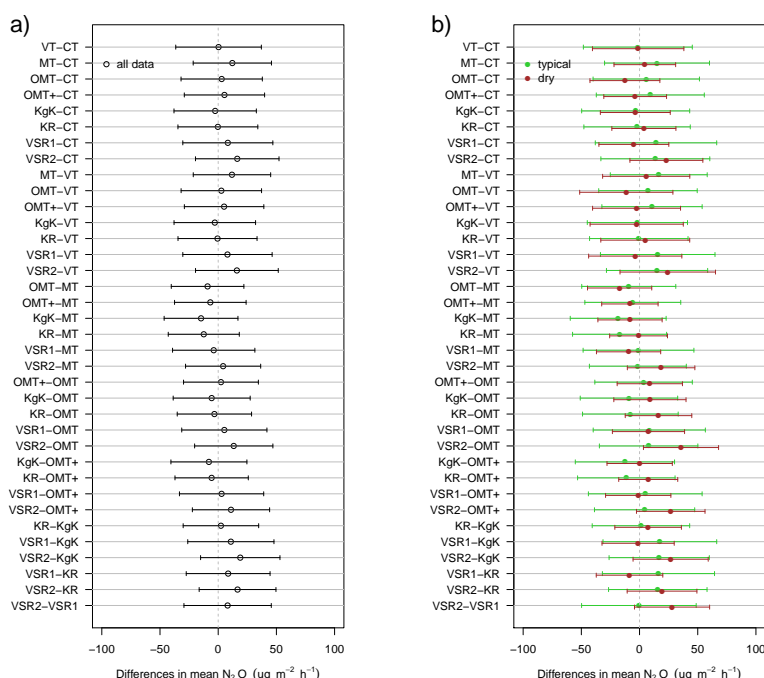 a)
all data
VT−CT
MT−CT
OMT−CT
OMT+−CT
KgK−CT
KR−CT
VSR1−CT
VSR2−CT
MT−VT
OMT−VT
OMT+−VT
KgK−VT
KR−VT
VSR1−VT
VSR2−VT
OMT−MT
OMT+−MT
KgK−MT
KR−MT
VSR1−MT
VSR2−MT
OMT+−OMT
KgK−OMT
KR−OMT
VSR1−OMT
VSR2−OMT
KgK−OMT+
KR−OMT+
VSR1−OMT+
VSR2−OMT+
KR−KgK
VSR1−KgK
VSR2−KgK
VSR1−KR
VSR2−KR
VSR2−VSR1
−100 −50 0 50 100
Differences in mean N₂O (ug m⁻² h⁻¹)
b)
typical
dry
VT−CT
MT−CT
OMT−CT
OMT+−CT
KgK−CT
KR−CT
VSR1−CT
VSR2−CT
MT−VT
OMT−VT
OMT+−VT
KgK−VT
KR−VT
VSR1−VT
VSR2−VT
OMT−MT
OMT+−MT
KgK−MT
KR−MT
VSR1−MT
VSR2−MT
OMT+−OMT
KgK−OMT
KR−OMT
VSR1−OMT
VSR2−OMT
KgK−OMT+
KR−OMT+
VSR1−OMT+
VSR2−OMT+
KR−KgK
VSR1−KgK
VSR2−KgK
VSR1−KR
VSR2−KR
VSR2−VSR1
−100 −50 0 50 100
Differences in mean N₂O (ug m⁻² h⁻¹)